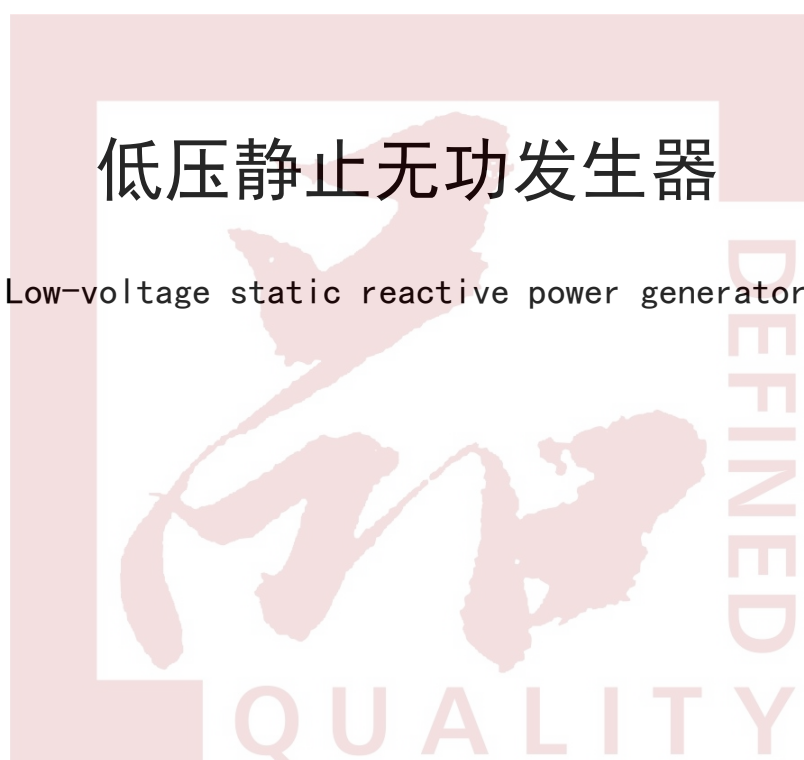 低压静止无功发生器
Low-voltage static reactive power generator
DEFINED
QUALITY